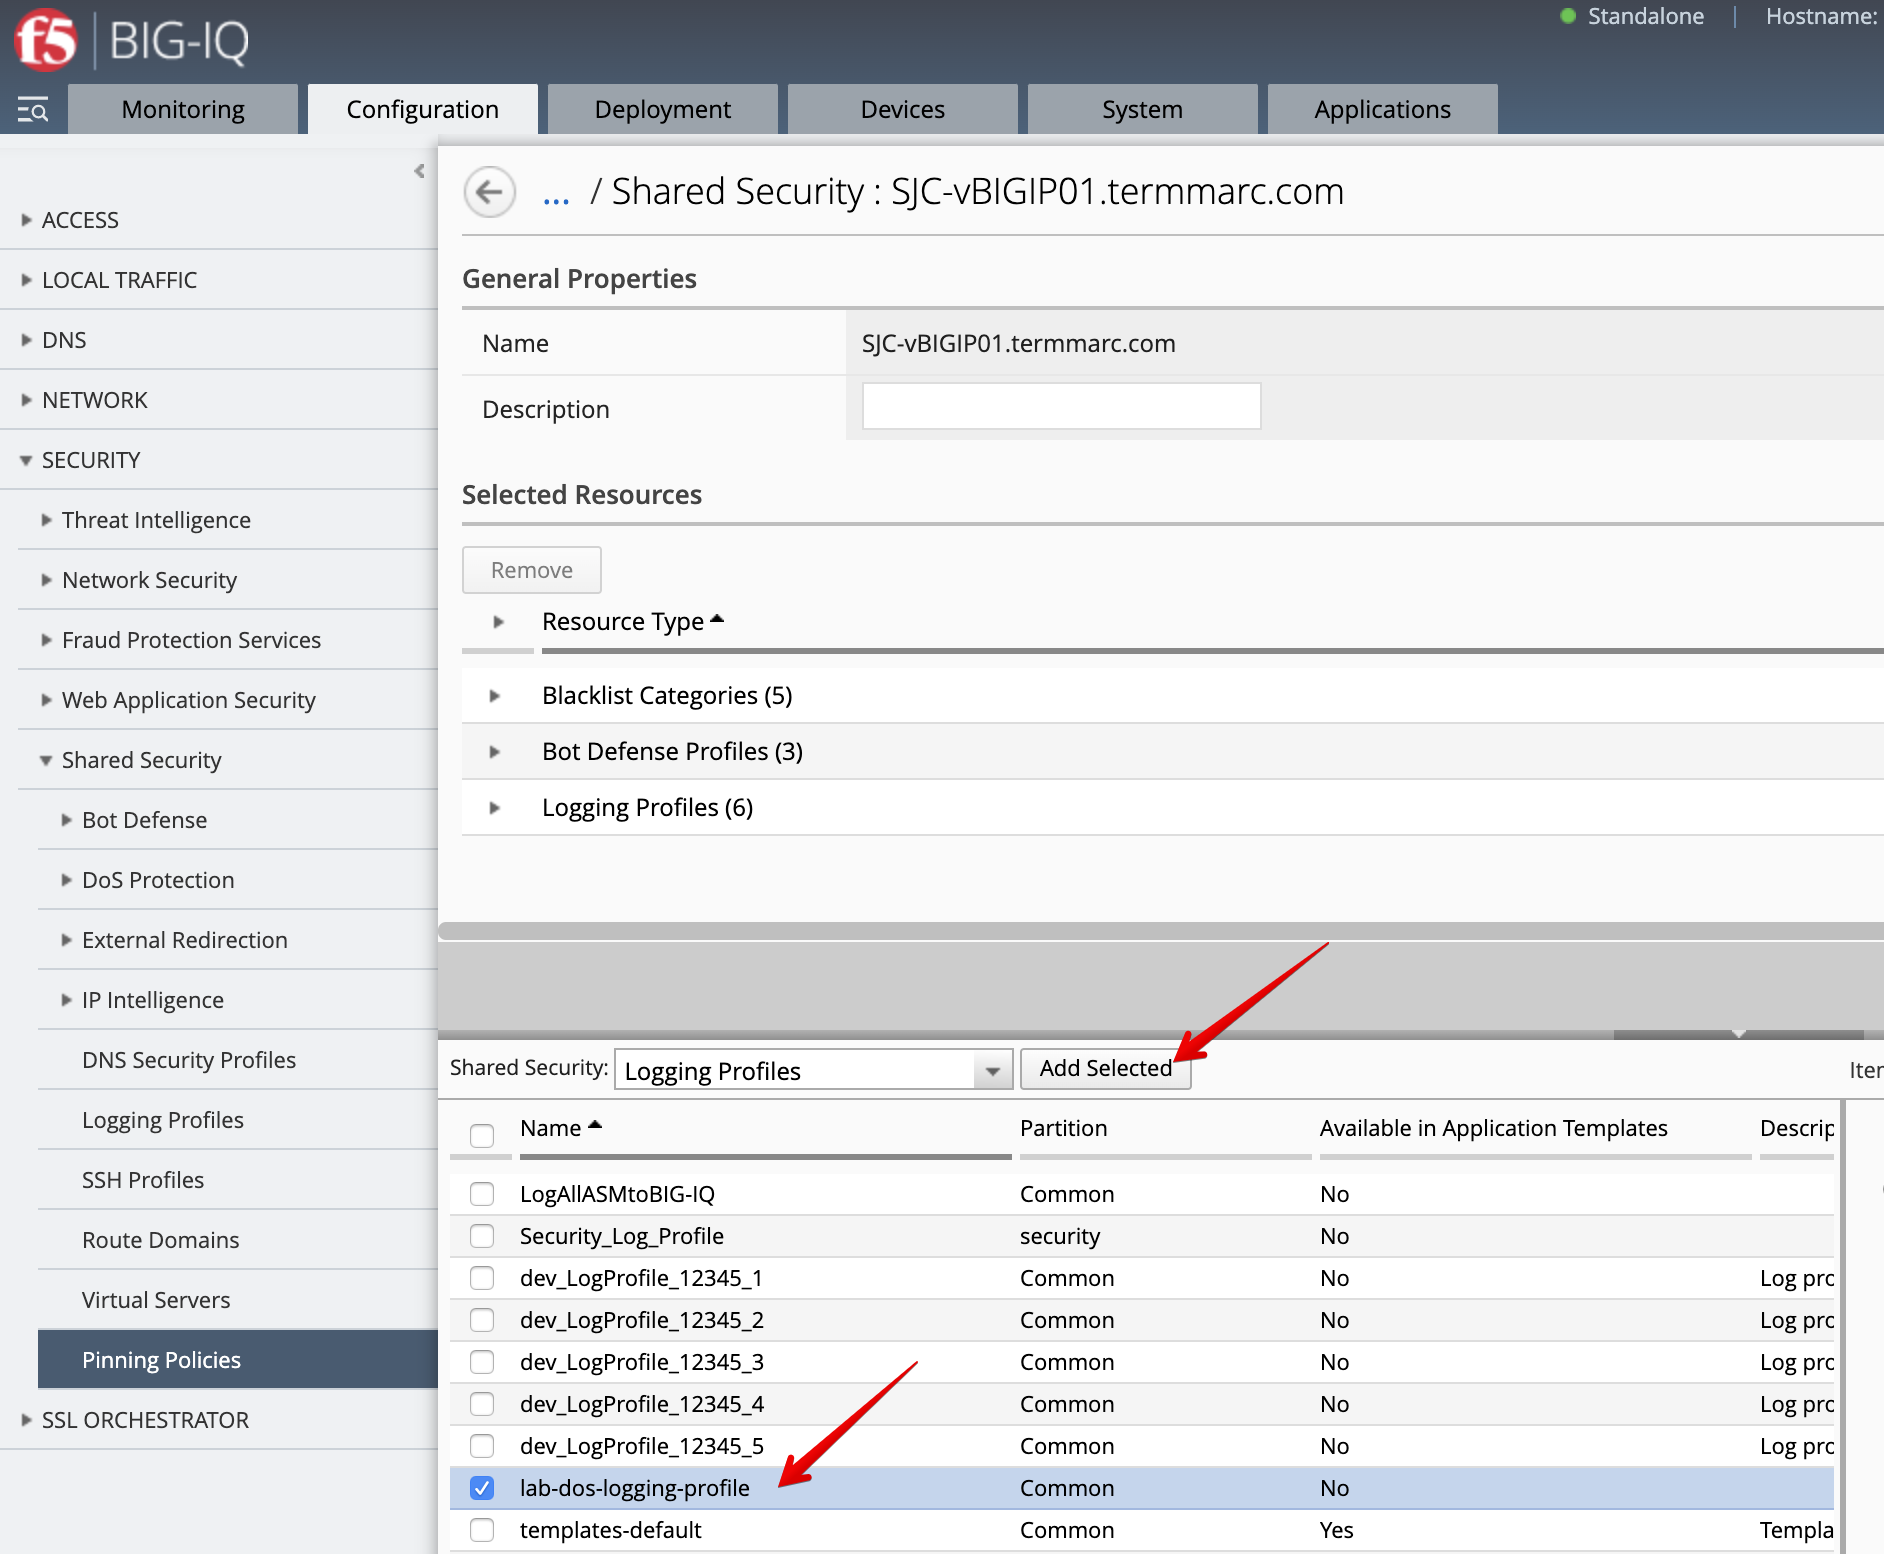 f5 BIG-IQ
Standalone | Hostname:
Monitoring Configuration Deployment Devices System Applications
ACCESS
LOCAL TRAFFIC
DNS
NETWORK
SECURITY
Threat Intelligence
Network Security
Fraud Protection Services
Web Application Security
Shared Security
Bot Defense
DoS Protection
External Redirection
IP Intelligence
DNS Security Profiles
Logging Profiles
SSH Profiles
Route Domains
Virtual Servers
Pinning Policies
SSL ORCHESTRATOR
... / Shared Security : SJC-vBIGIP01.termmarc.com
General Properties
Name SJC-vBIGIP01.termmarc.com
Description
Selected Resources
Remove
Resource Type
Blacklist Categories (5)
Bot Defense Profiles (3)
Logging Profiles (6)
Shared Security: Logging Profiles Add Selected
Name Partition Available in Application Templates Descrip
LogAllASMtoBIG-IQ Common No
Security_Log_Profile security No
dev_LogProfile_12345_1 Common No Log pro
dev_LogProfile_12345_2 Common No Log pro
dev_LogProfile_12345_3 Common No Log pro
dev_LogProfile_12345_4 Common No Log pro
dev_LogProfile_12345_5 Common No Log pro
lab-dos-logging-profile Common No
templates-default Common Yes Templa